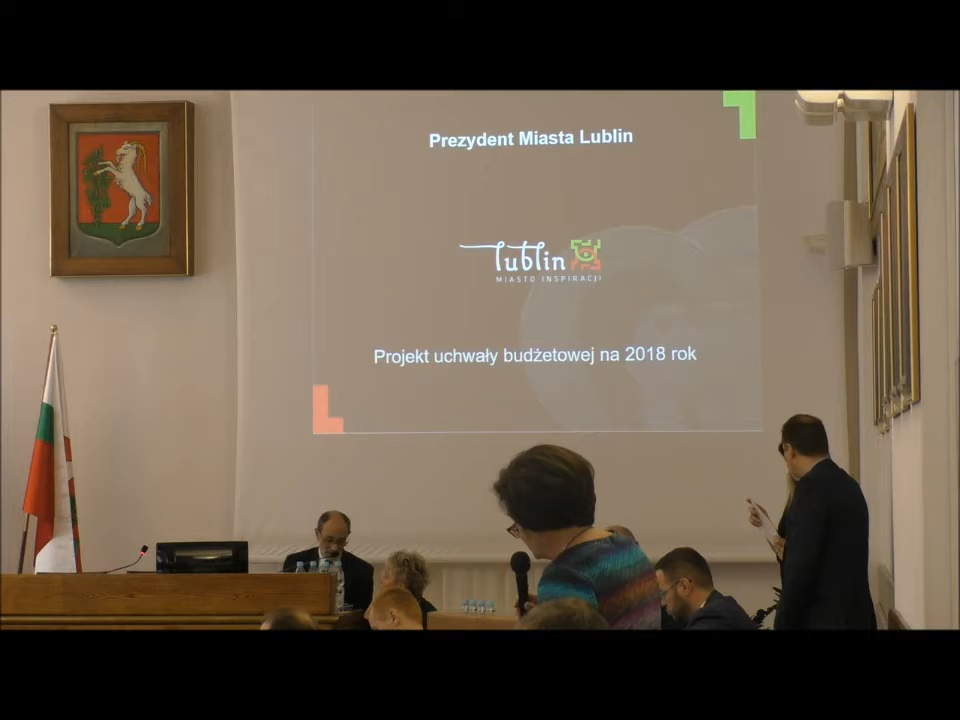 Prezydent Miasta Lublin
lublin
MIASTO INSPIRACJI
Projekt uchwały budżetowej na 2018 rok